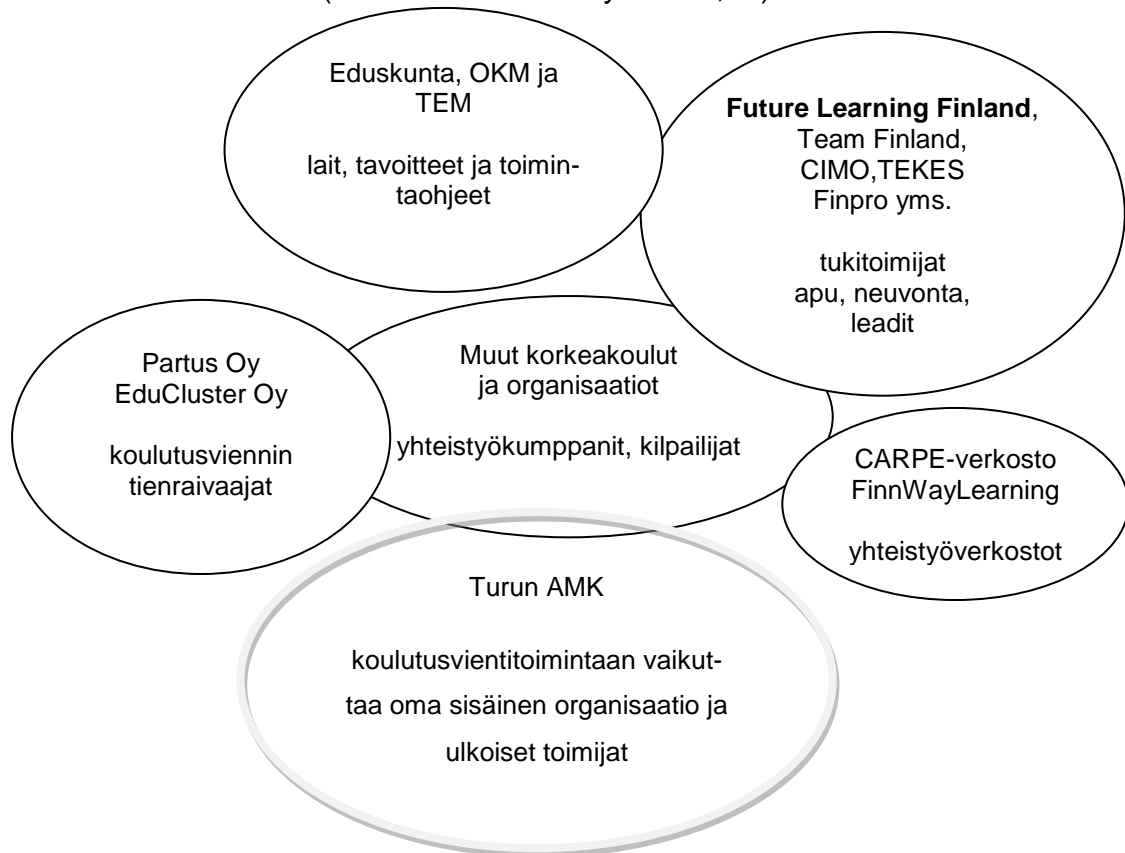 Eduskunta, OKM ja
TEM
lait, tavoitteet ja toimin-
taohjeet
Future Learning Finland,
Team Finland,
CIMO,TEKES
Finpro yms.
tukitoimijat
apu, neuvonta,
leadit
Partus Oy
EduCluster Oy
koulutusviennin
tienraivaajat
Muut korkeakoulut
ja organisaatiot
yhteistyökumppanit, kilpailijat
CARPE-verkosto
FinnWayLearning
yhteistyöverkostot
Turun AMK
koulutusvientitoimintaan vaikut-
taa oma sisäinen organisaatio ja
ulkoiset toimijat